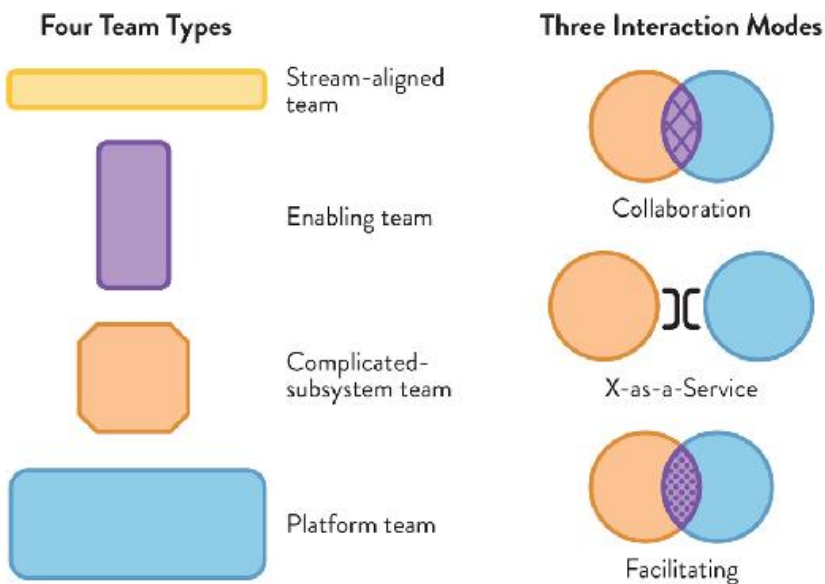 Four Team Types
Stream-aligned
team
Enabling team
Complicated-
subsystem team
Platform team
Three Interaction Modes
Collaboration
X-as-a-Service
Facilitating